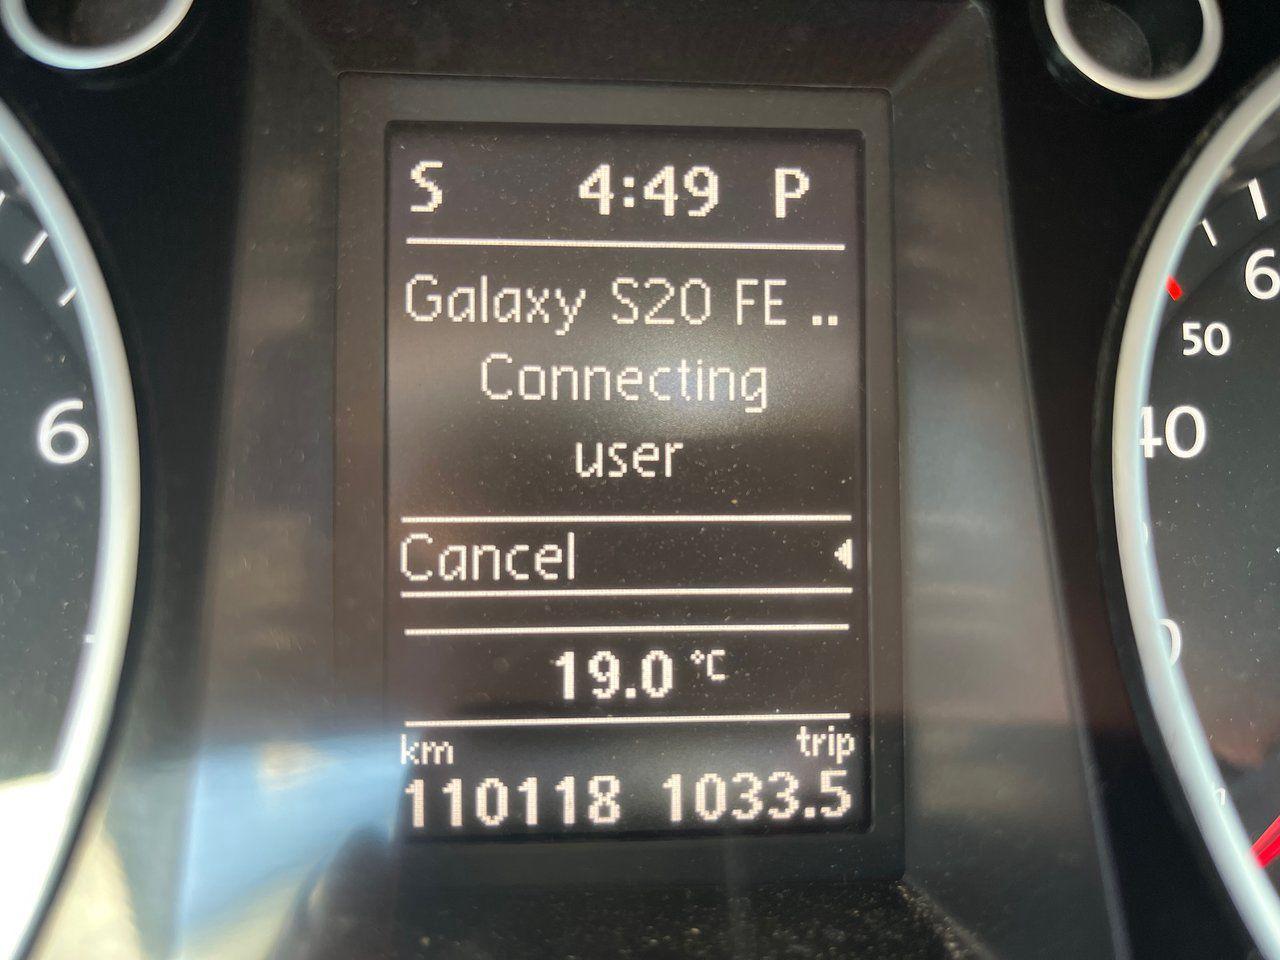 S 4:49 P
Galaxy S20 FE ..
Connecting
user
Cancel
19.0 °C
km trip
110118 1033.5
6
6
50
40